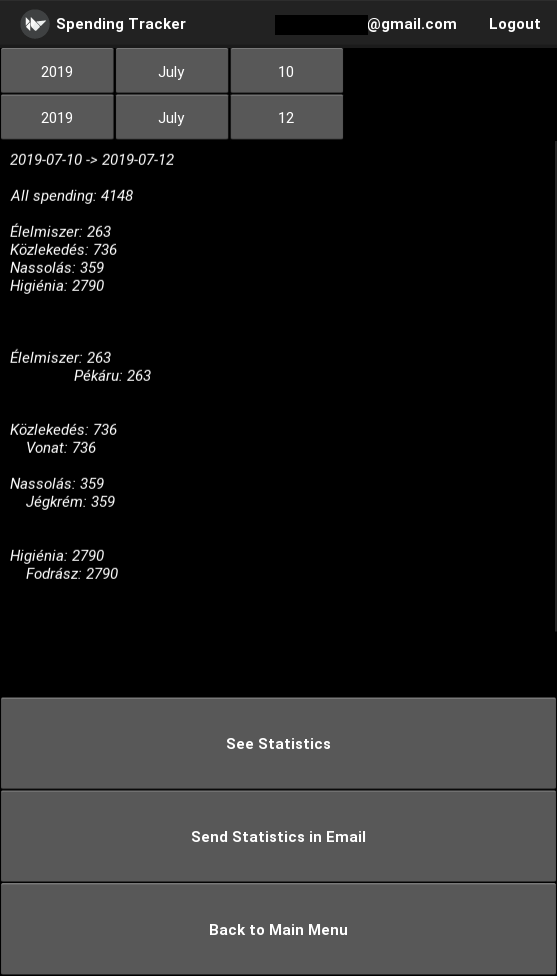 Spending Tracker @gmail.com Logout
2019 July 10
2019 July 12
2019-07-10 -> 2019-07-12
All spending: 4148
Élelmiszer: 263
Közlekedés: 736
Nassolás: 359
Higiénia: 2790
Élelmiszer: 263
Pékáru: 263
Közlekedés: 736
Vonat: 736
Nassolás: 359
Jégkrém: 359
Higiénia: 2790
Fodrász: 2790
See Statistics
Send Statistics in Email
Back to Main Menu